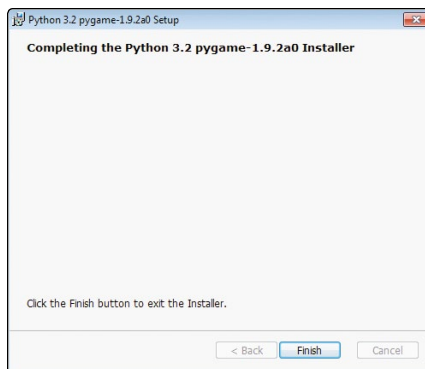 Python 3.2 pygame-1.9.2a0 Setup
Completing the Python 3.2 pygame-1.9.2a0 Installer
Click the Finish button to exit the Installer.
< Back Finish Cancel